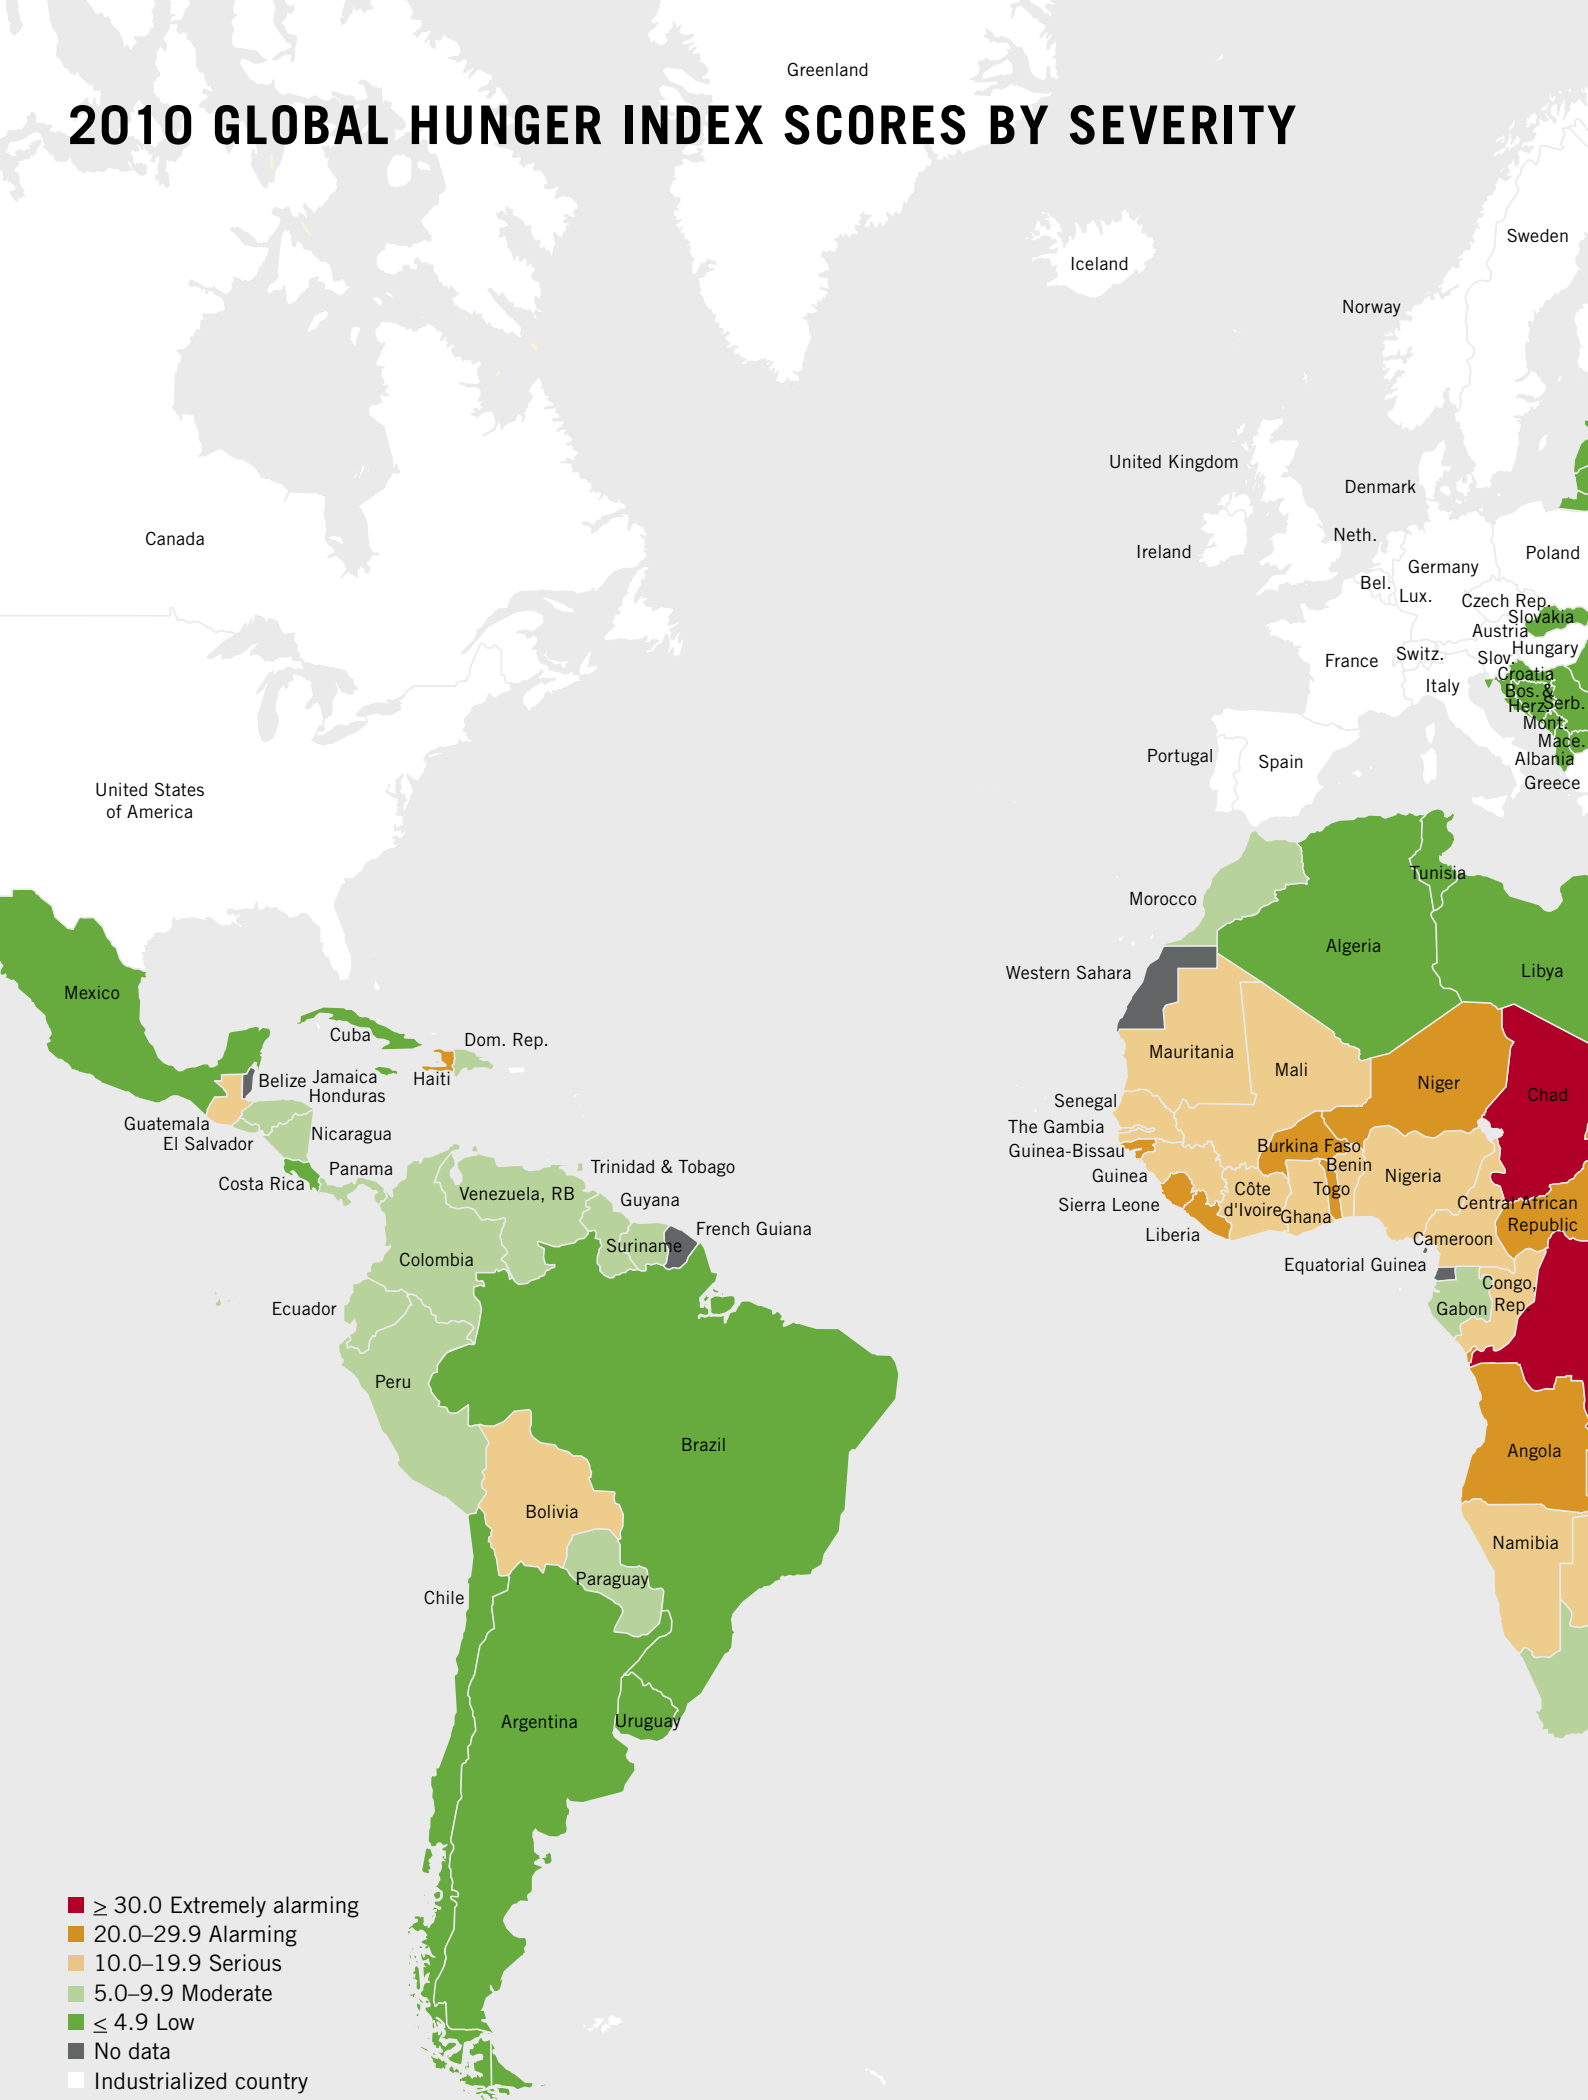 Greenland
2010 GLOBAL HUNGER INDEX SCORES BY SEVERITY
Sweden
Iceland
Norway
United Kingdom
Denmark
Canada
Neth.
Ireland
Poland
Germany
Bel.
Lux.
Czech Rep.
Slovakia
Austria
Hungary
Switz.
Slov.
France
Croatia
Italy
Bos.&
Herz.
Serb.
Mont.
Mace.
Portugal
Spain
Albania
Greece
United States
of America
Tunisia
Morocco
Algeria
Libya
Western Sahara
Mexico
Cuba
Dom. Rep.
Mauritania
Mali
Niger
Chad
Belize
Jamaica
Haiti
Honduras
Senegal
Guatemala
The Gambia
El Salvador
Nicaragua
Guinea-Bissau
Burkina Faso
Benin
Panama
Costa Rica
Trinidad & Tobago
Venezuela, RB
Guyana
Guinea
Nigeria
Côte
d'Ivoire
Togo
Ghana
Sierra Leone
Liberia
Central African
Republic
French Guiana
Suriname
Colombia
Cameroon
Equatorial Guinea
Ecuador
Congo,
Rep.
Gabon
Peru
Brazil
Angola
Bolivia
Namibia
Paraguay
Chile
Argentina
Uruguay
≥ 30.0 Extremely alarming
20.0–29.9 Alarming
10.0–19.9 Serious
5.0–9.9 Moderate
≤ 4.9 Low
No data
Industrialized country